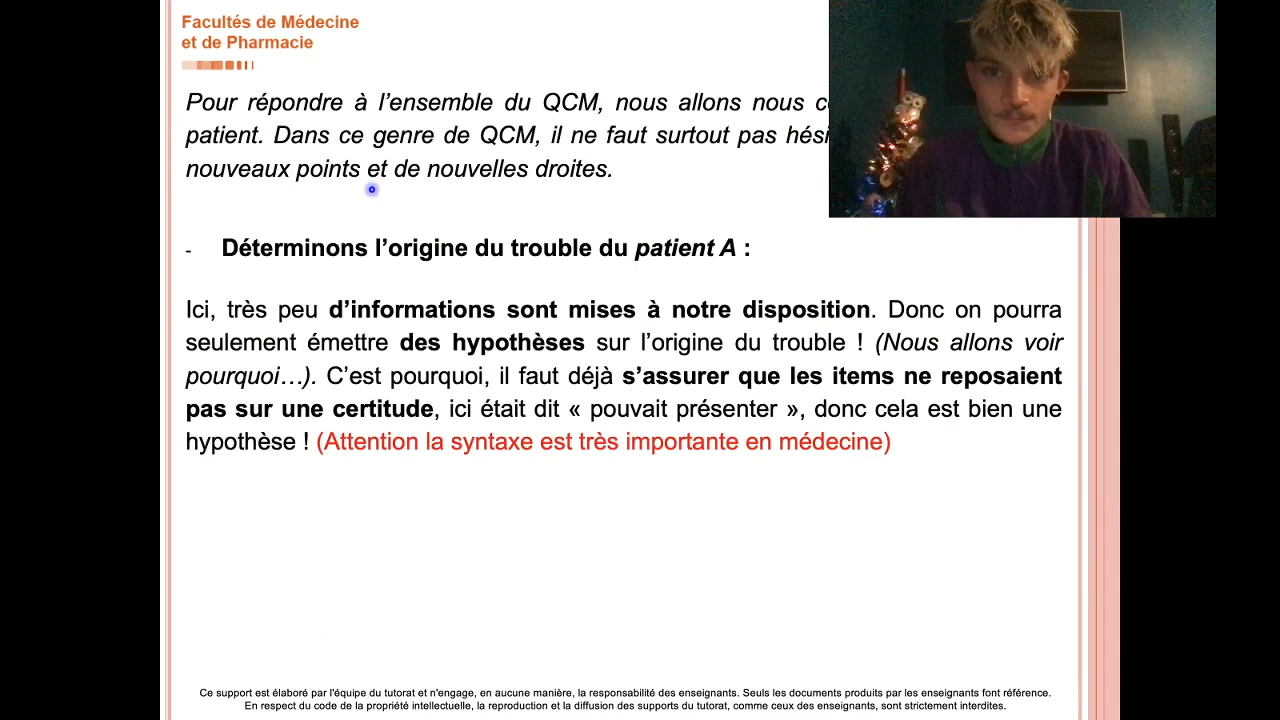 Facultés de Médecine
et de Pharmacie
Pour répondre à l’ensemble du QCM, nous allons nous
patient. Dans ce genre de QCM, il ne faut surtout pas
nouveaux points et de nouvelles droites.
- Déterminons l’origine du trouble du patient A :
Ici, très peu d’informations sont mises à notre disposition. Donc on pourra
seulement émettre des hypothèses sur l’origine du trouble ! (Nous allons voir
pourquoi…). C’est pourquoi, il faut déjà s’assurer que les items ne reposaient
pas sur une certitude, ici était dit « pouvait présenter », donc cela est bien une
hypothèse ! (Attention la syntaxe est très importante en médecine)
Ce support est élaboré par l'équipe du tutorat et n'engage, en aucune manière, la responsabilité des enseignants. Seuls les documents produits par les enseignants font référence.
En respect du code de la propriété intellectuelle, la reproduction et la diffusion des supports du tutorat, comme ceux des enseignants, sont strictement interdites.